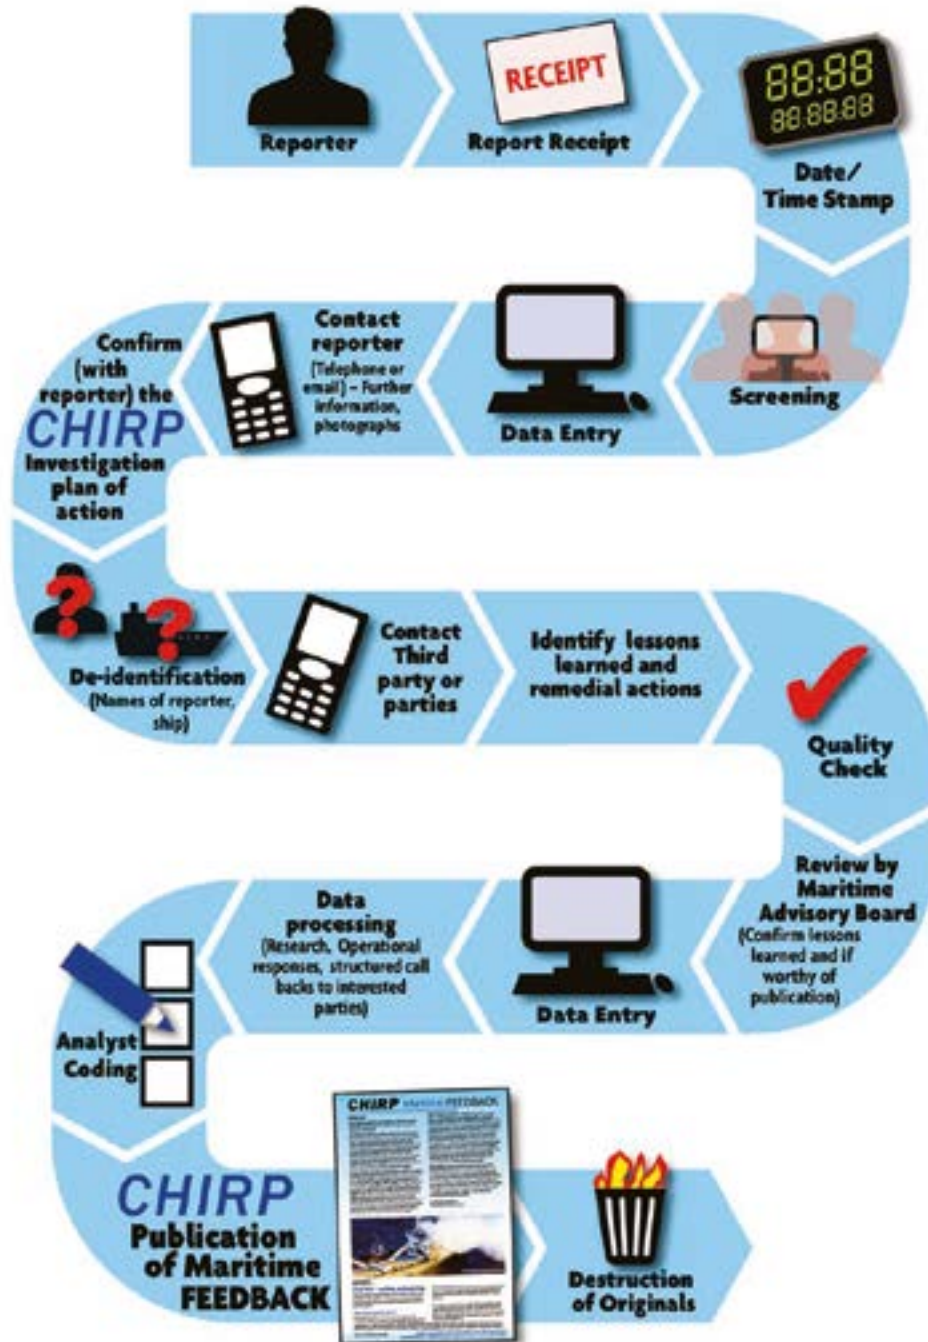 Reporter
RECEIPT
Report Receipt
88:88
88:88:88
Date/
Time Stamp
Screening
Data Entry
Contact
reporter
(Telephone or
email) – Further
information,
photographs
Confirm
(with
reporter) the
CHIRP
Investigation
plan of
action
?
?
De-identification
(Names of reporter,
ship)
Contact
Third
party or
parties
Identify lessons
learned and
remedial actions
Quality
Check
Review by
Maritime
Advisory Board
(Confirm lessons
learned and if
worthy of
publication)
Data Entry
Data
processing
(Research, Operational
responses, structured call
backs to interested
parties)
Analyst
Coding
CHIRP
Publication
of Maritime
FEEDBACK
CHIRP MARITIME FEEDBACK
Destruction
of Originals